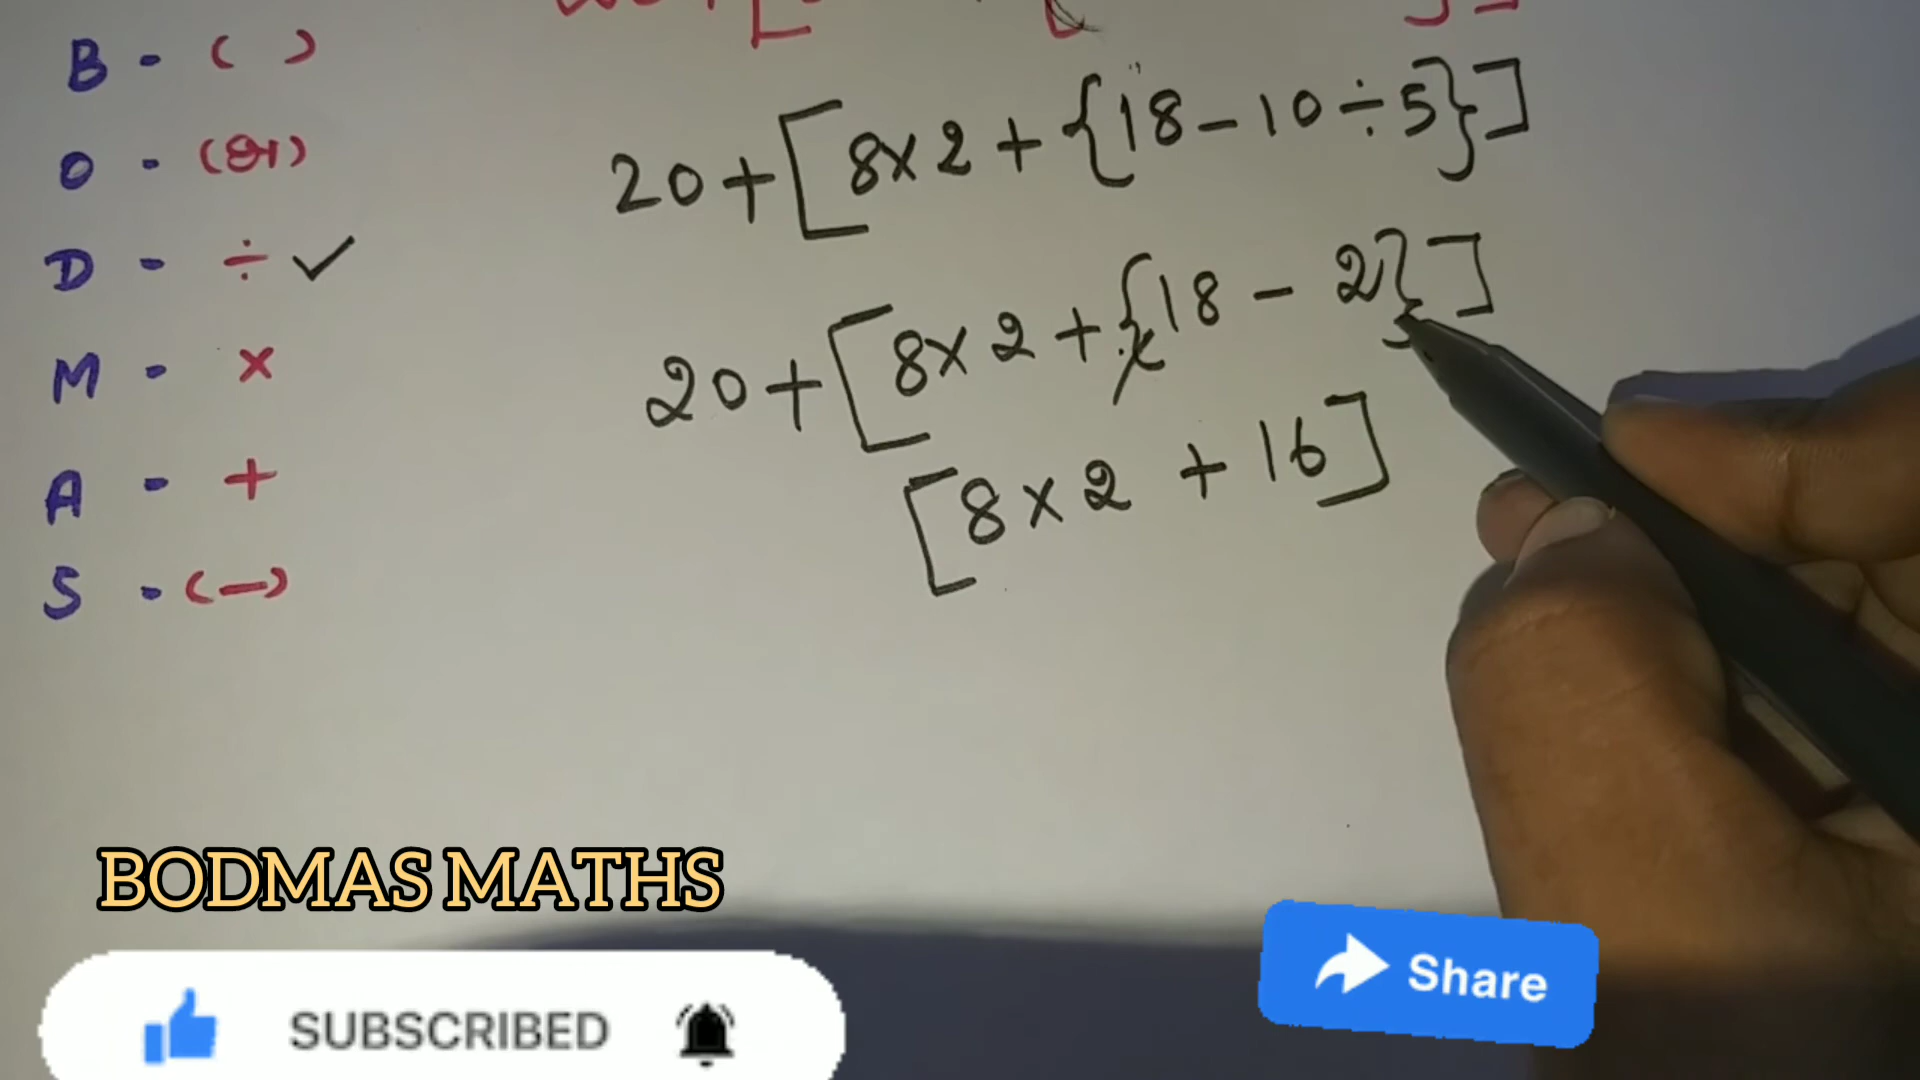 B - ( )
O - (அ)
D - ÷ ✓
M - ×
A - +
S - (-)
20+[8×2+{18-10÷5}]
20+[8×2+{18-2}]
[8×2+16]
BODMAS MATHS
SUBSCRIBED
Share